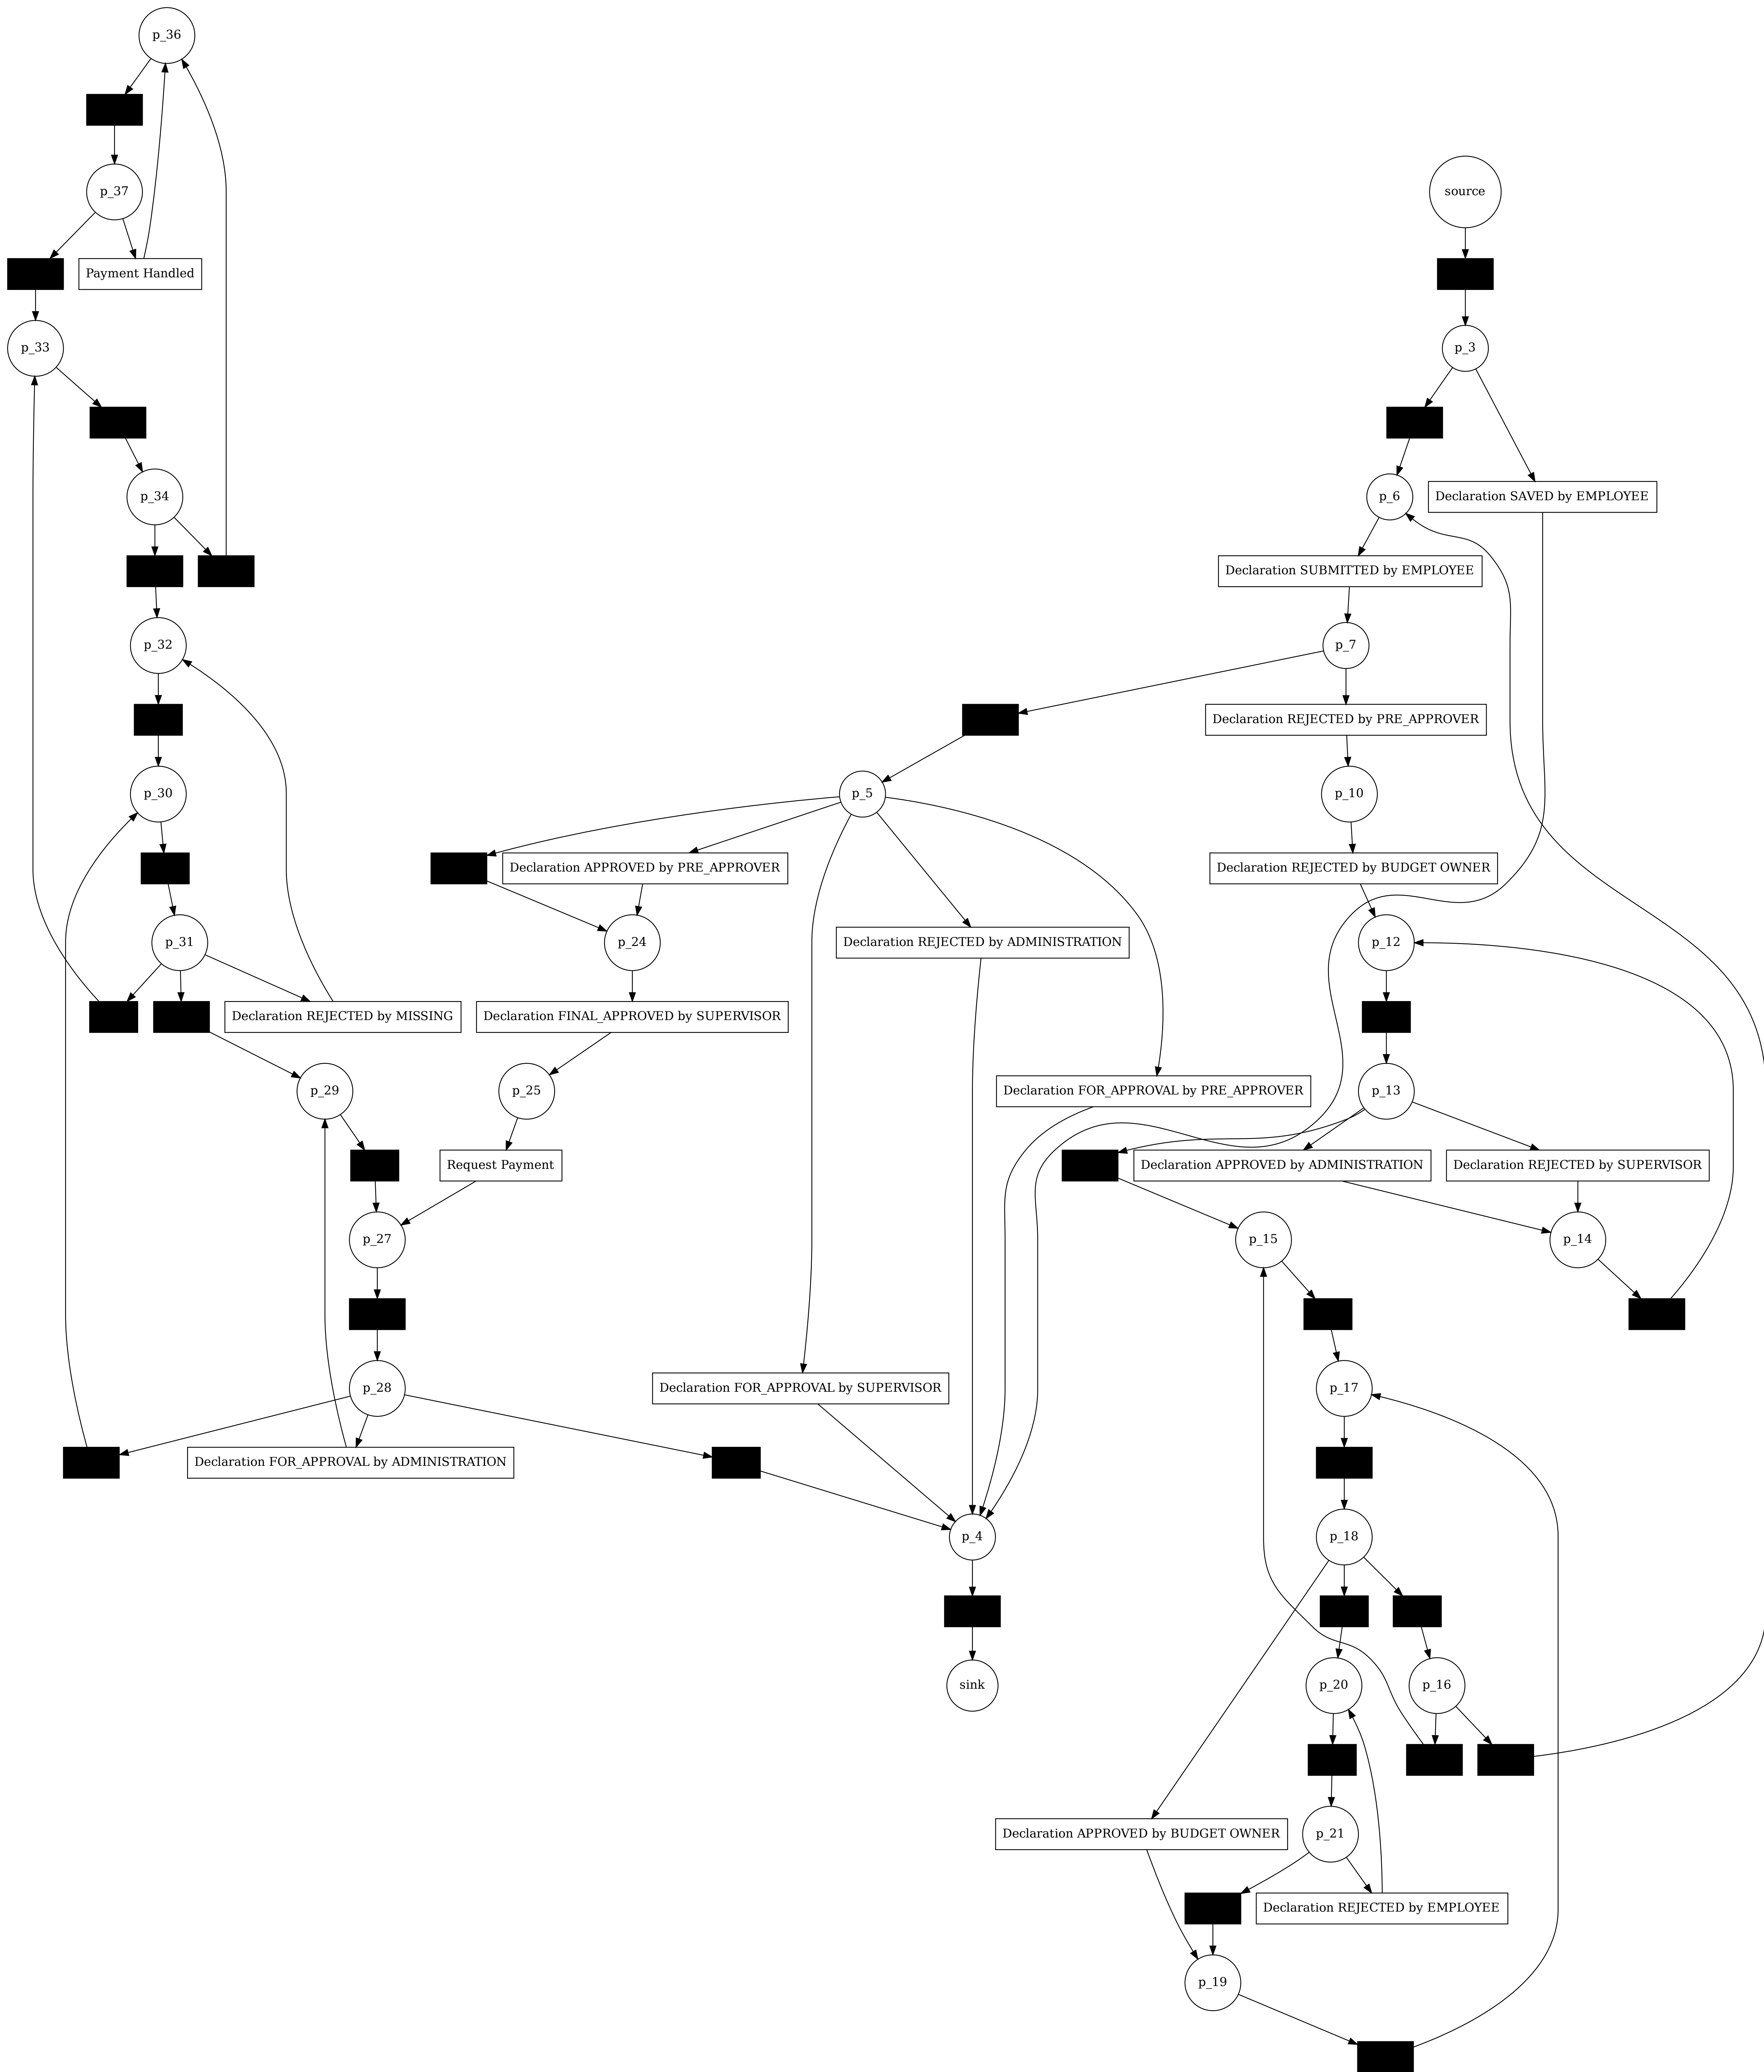 p_36
p_37
source
Payment Handled
p_33
p_3
p_34
p_6
Declaration SAVED by EMPLOYEE
Declaration SUBMITTED by EMPLOYEE
p_32
p_7
Declaration REJECTED by PRE_APPROVER
p_30
p_5
p_10
Declaration APPROVED by PRE_APPROVER
Declaration REJECTED by BUDGET OWNER
p_31
p_24
Declaration REJECTED by ADMINISTRATION
p_12
Declaration REJECTED by MISSING
Declaration FINAL_APPROVED by SUPERVISOR
p_29
p_25
Declaration FOR_APPROVAL by PRE_APPROVER
p_13
Request Payment
Declaration APPROVED by ADMINISTRATION
Declaration REJECTED by SUPERVISOR
p_27
p_15
p_14
p_28
Declaration FOR_APPROVAL by SUPERVISOR
p_17
Declaration FOR_APPROVAL by ADMINISTRATION
p_4
p_18
sink
p_20
p_16
Declaration APPROVED by BUDGET OWNER
p_21
Declaration REJECTED by EMPLOYEE
p_19